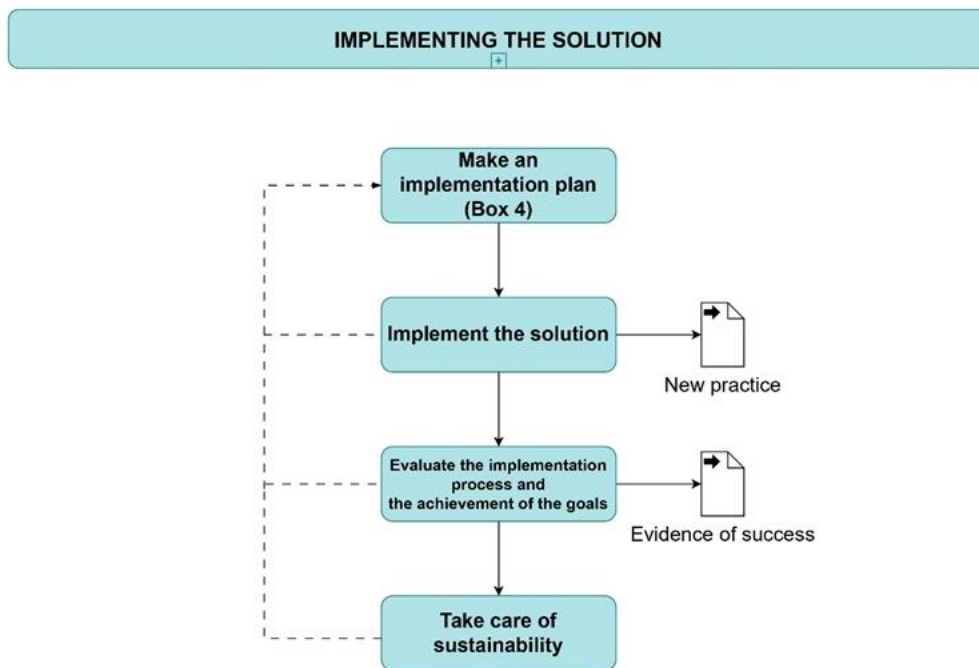 IMPLEMENTING THE SOLUTION
+
Make an
implementation plan
(Box 4)
Implement the solution
New practice
Evaluate the implementation
process and
the achievement of the goals
Evidence of success
Take care of
sustainability